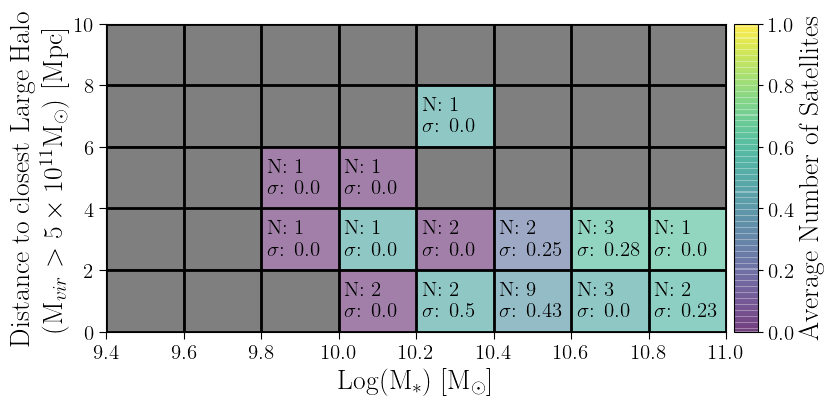 Distance to closest Large Halo
(M_vir > 5 × 10^11 M_⊙) [Mpc]
10
8
6
4
2
0
N: 1
σ: 0.0
N: 1
σ: 0.0
N: 1
σ: 0.0
N: 1
σ: 0.0
N: 1
σ: 0.0
N: 2
σ: 0.0
N: 2
σ: 0.25
N: 3
σ: 0.28
N: 1
σ: 0.0
N: 2
σ: 0.0
N: 2
σ: 0.5
N: 9
σ: 0.43
N: 3
σ: 0.0
N: 2
σ: 0.23
9.4 9.6 9.8 10.0 10.2 10.4 10.6 10.8 11.0
Log(M_*) [M_⊙]
1.0
0.8
0.6
0.4
0.2
0.0
Average Number of Satellites